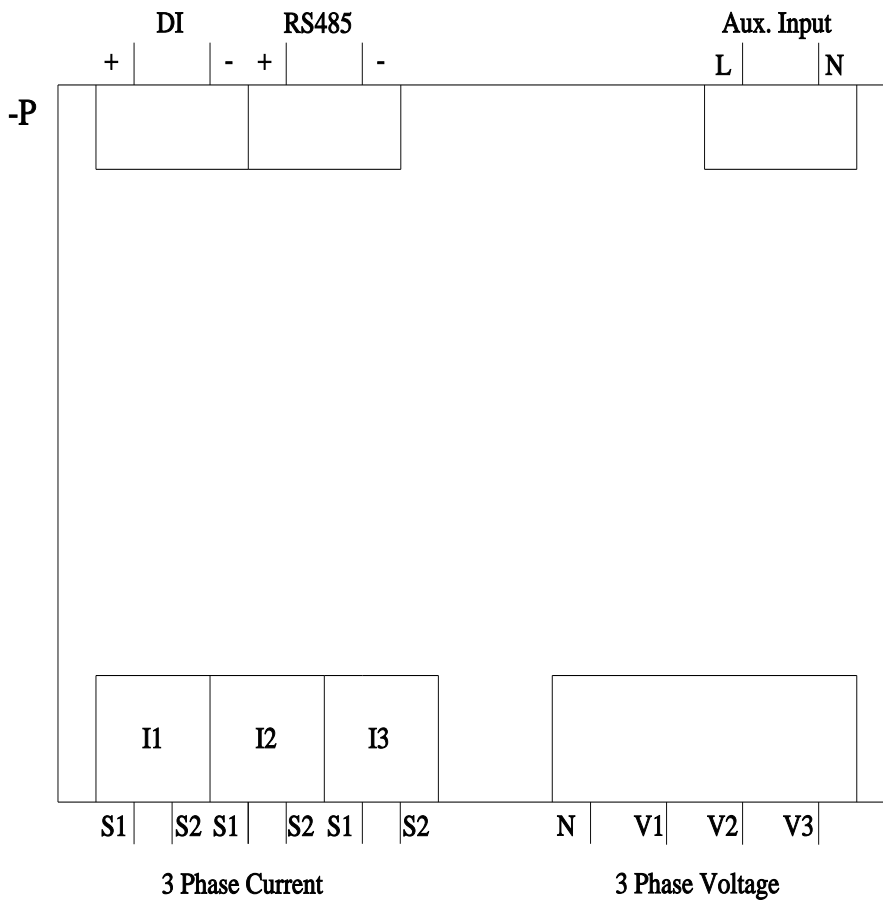 DI RS485 Aux. Input
+ - + - L N
-P
I1 I2 I3
S1 S2 S1 S2 S1 S2 N V1 V2 V3
3 Phase Current 3 Phase Voltage